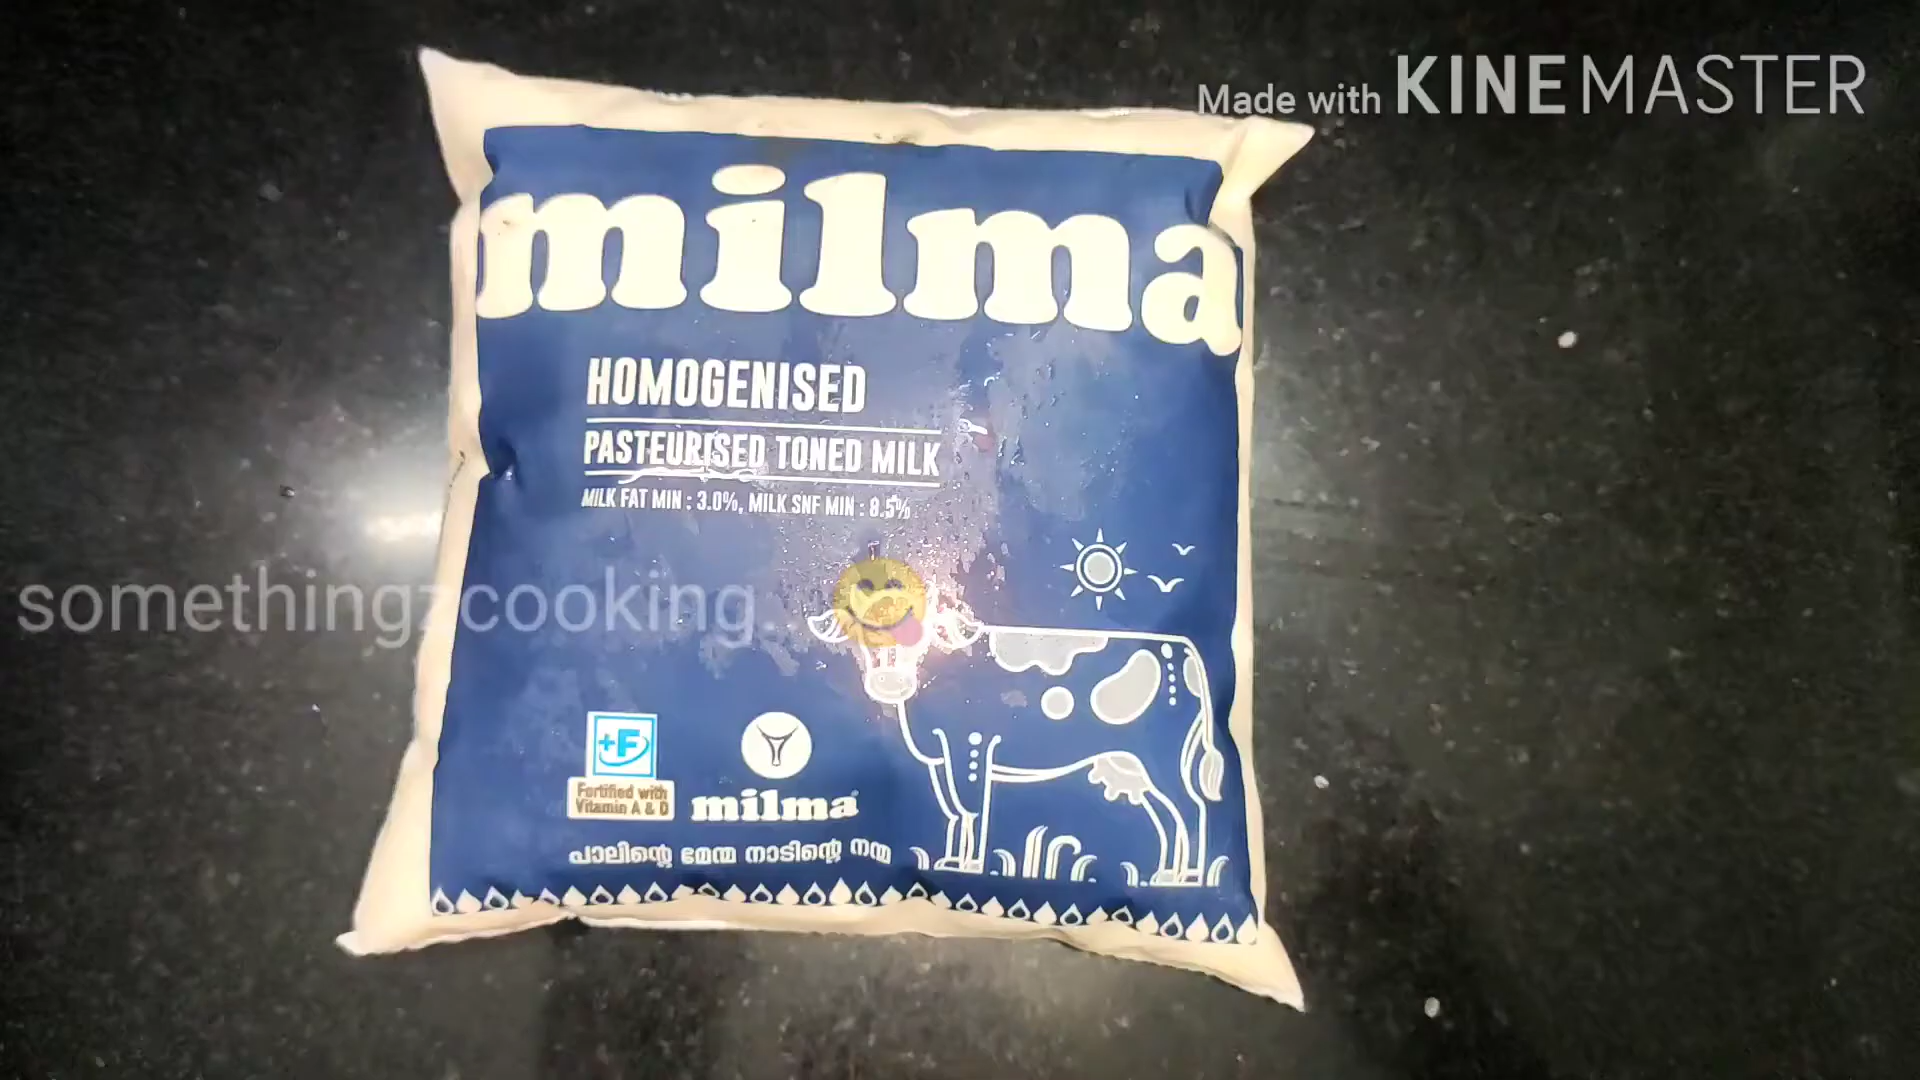 Made with KINEMASTER
milma
HOMOGENISED
PASTEURISED TONED MILK
MILK FAT MIN : 3.0%, MILK SNF MIN : 8.5%
somethingzcooking.
+F
Fortified with
Vitamin A & D
milma
പാലിന്റെ മേന്മ നാടിന്റെ നന്മ